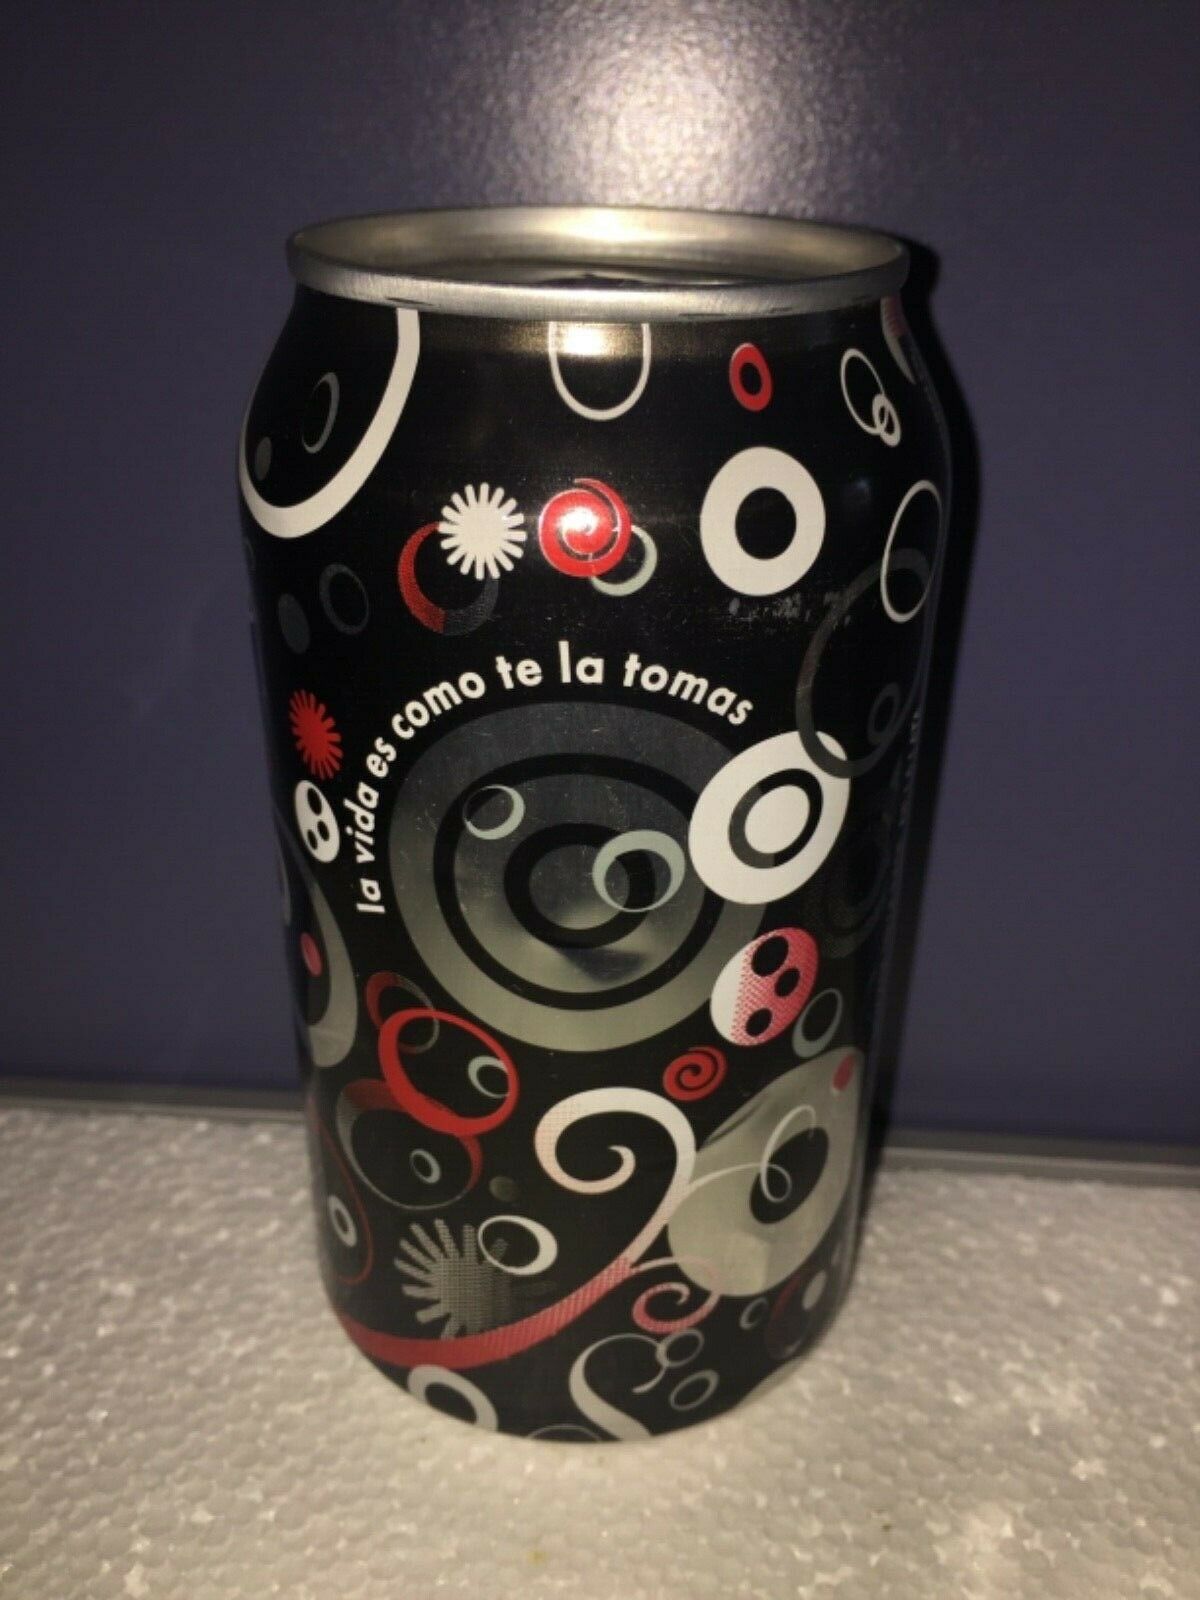 la vida es como te la tomas